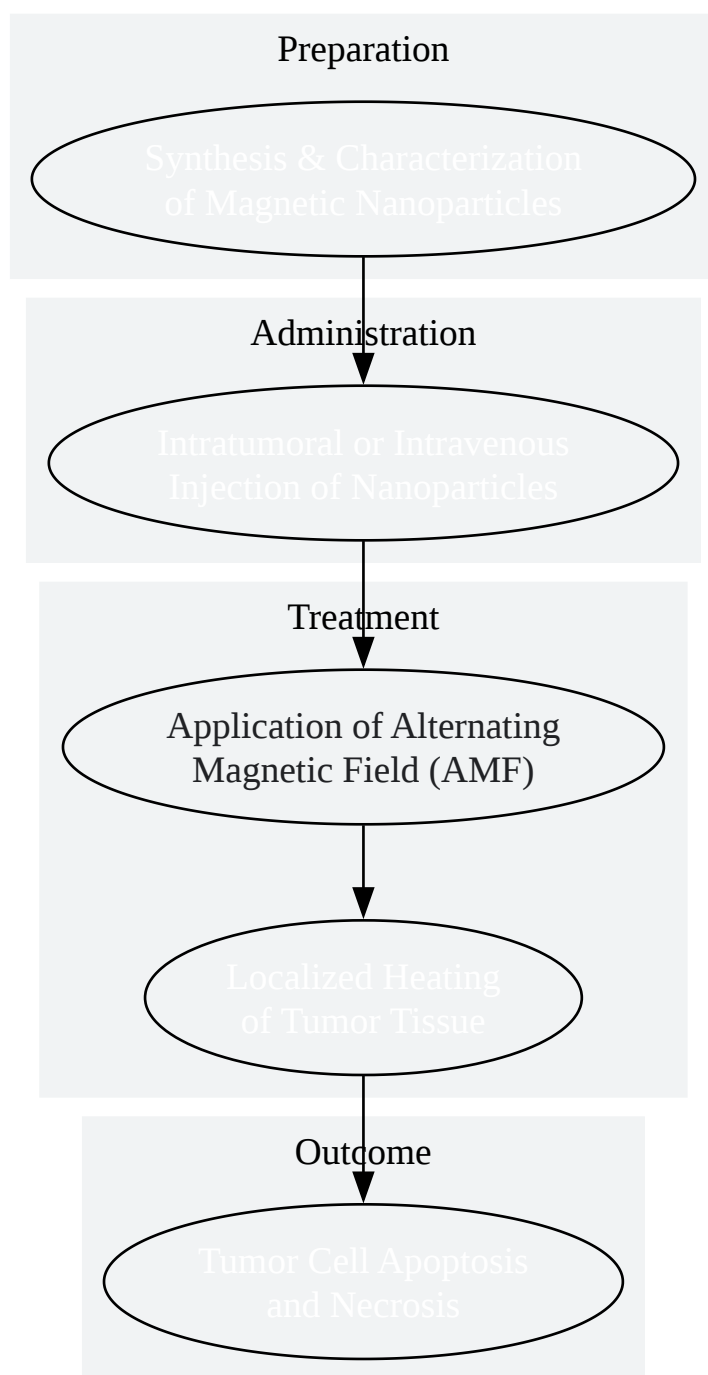 Preparation
Synthesis & Characterization
of Magnetic Nanoparticles
Administration
Intratumoral or Intravenous
Injection of Nanoparticles
Treatment
Application of Alternating
Magnetic Field (AMF)
Localized Heating
of Tumor Tissue
Outcome
Tumor Cell Apoptosis
and Necrosis